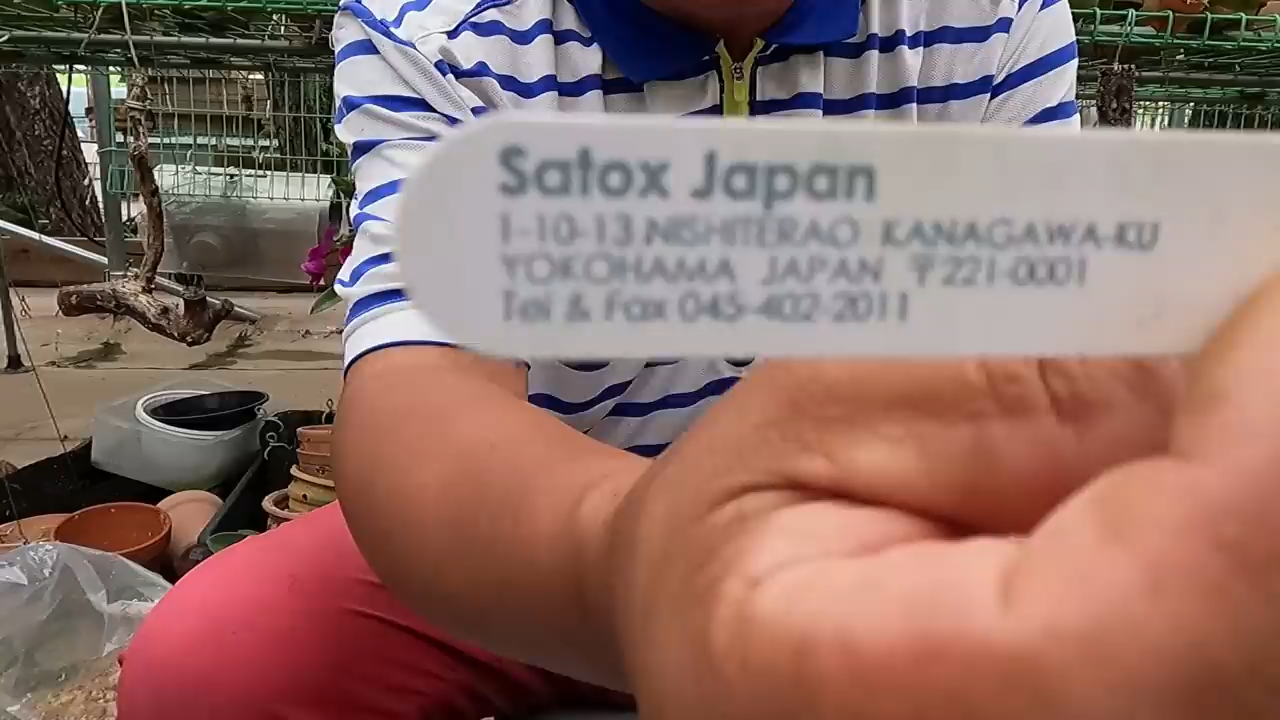 Satox Japan
1-10-13 NISHITERAO KANAGAWA-KU
YOKOHAMA JAPAN 〒221-0001
Tel & Fax 045-402-2011